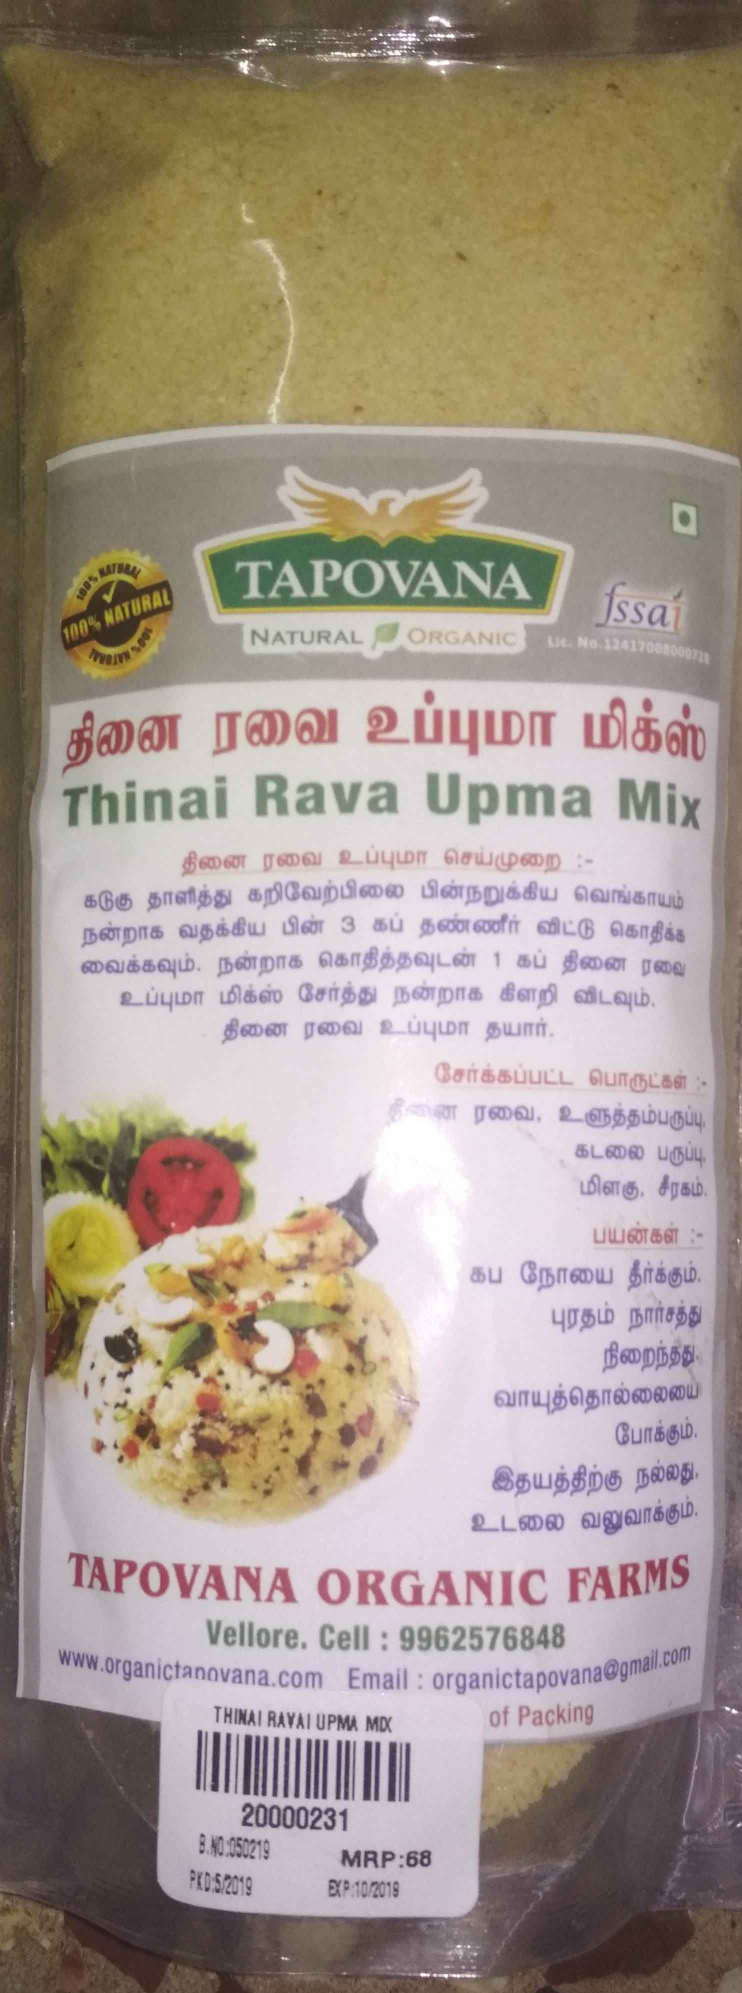 100% NATURAL
100% NATURAL
100% NATURAL
TAPOVANA
NATURAL ORGANIC
fssai
Lic. No.12417008000728
தினை ரவை உப்புமா மிக்ஸ்
Thinai Rava Upma Mix
தினை ரவை உப்புமா செய்முறை :-
கடுகு தாளித்து கறிவேற்பிலை பின்நறுக்கிய வெங்காயம்
நன்றாக வதக்கிய பின் 3 கப் தண்ணீர் விட்டு கொதிக்க
வைக்கவும். நன்றாக கொதித்தவுடன் 1 கப் தினை ரவை
உப்புமா மிக்ஸ் சேர்த்து நன்றாக கிளறி விடவும்.
தினை ரவை உப்புமா தயார்.
சேர்க்கப்பட்ட பொருட்கள் :-
தினை ரவை, உளுத்தம்பருப்பு,
கடலை பருப்பு,
மிளகு, சீரகம்.
பயன்கள் :-
கப நோயை தீர்க்கும்.
புரதம் நார்சத்து
நிறைந்தது.
வாயுத்தொல்லையை
போக்கும்.
இதயத்திற்கு நல்லது.
உடலை வலுவாக்கும்.
TAPOVANA ORGANIC FARMS
Vellore. Cell : 9962576848
www.organictapovana.com Email : organictapovana@gmail.com
of Packing
THINAI RAVAI UPMA MIX
20000231
B.NO:050219
MRP:68
PKD:5/2019 EXP:10/2019